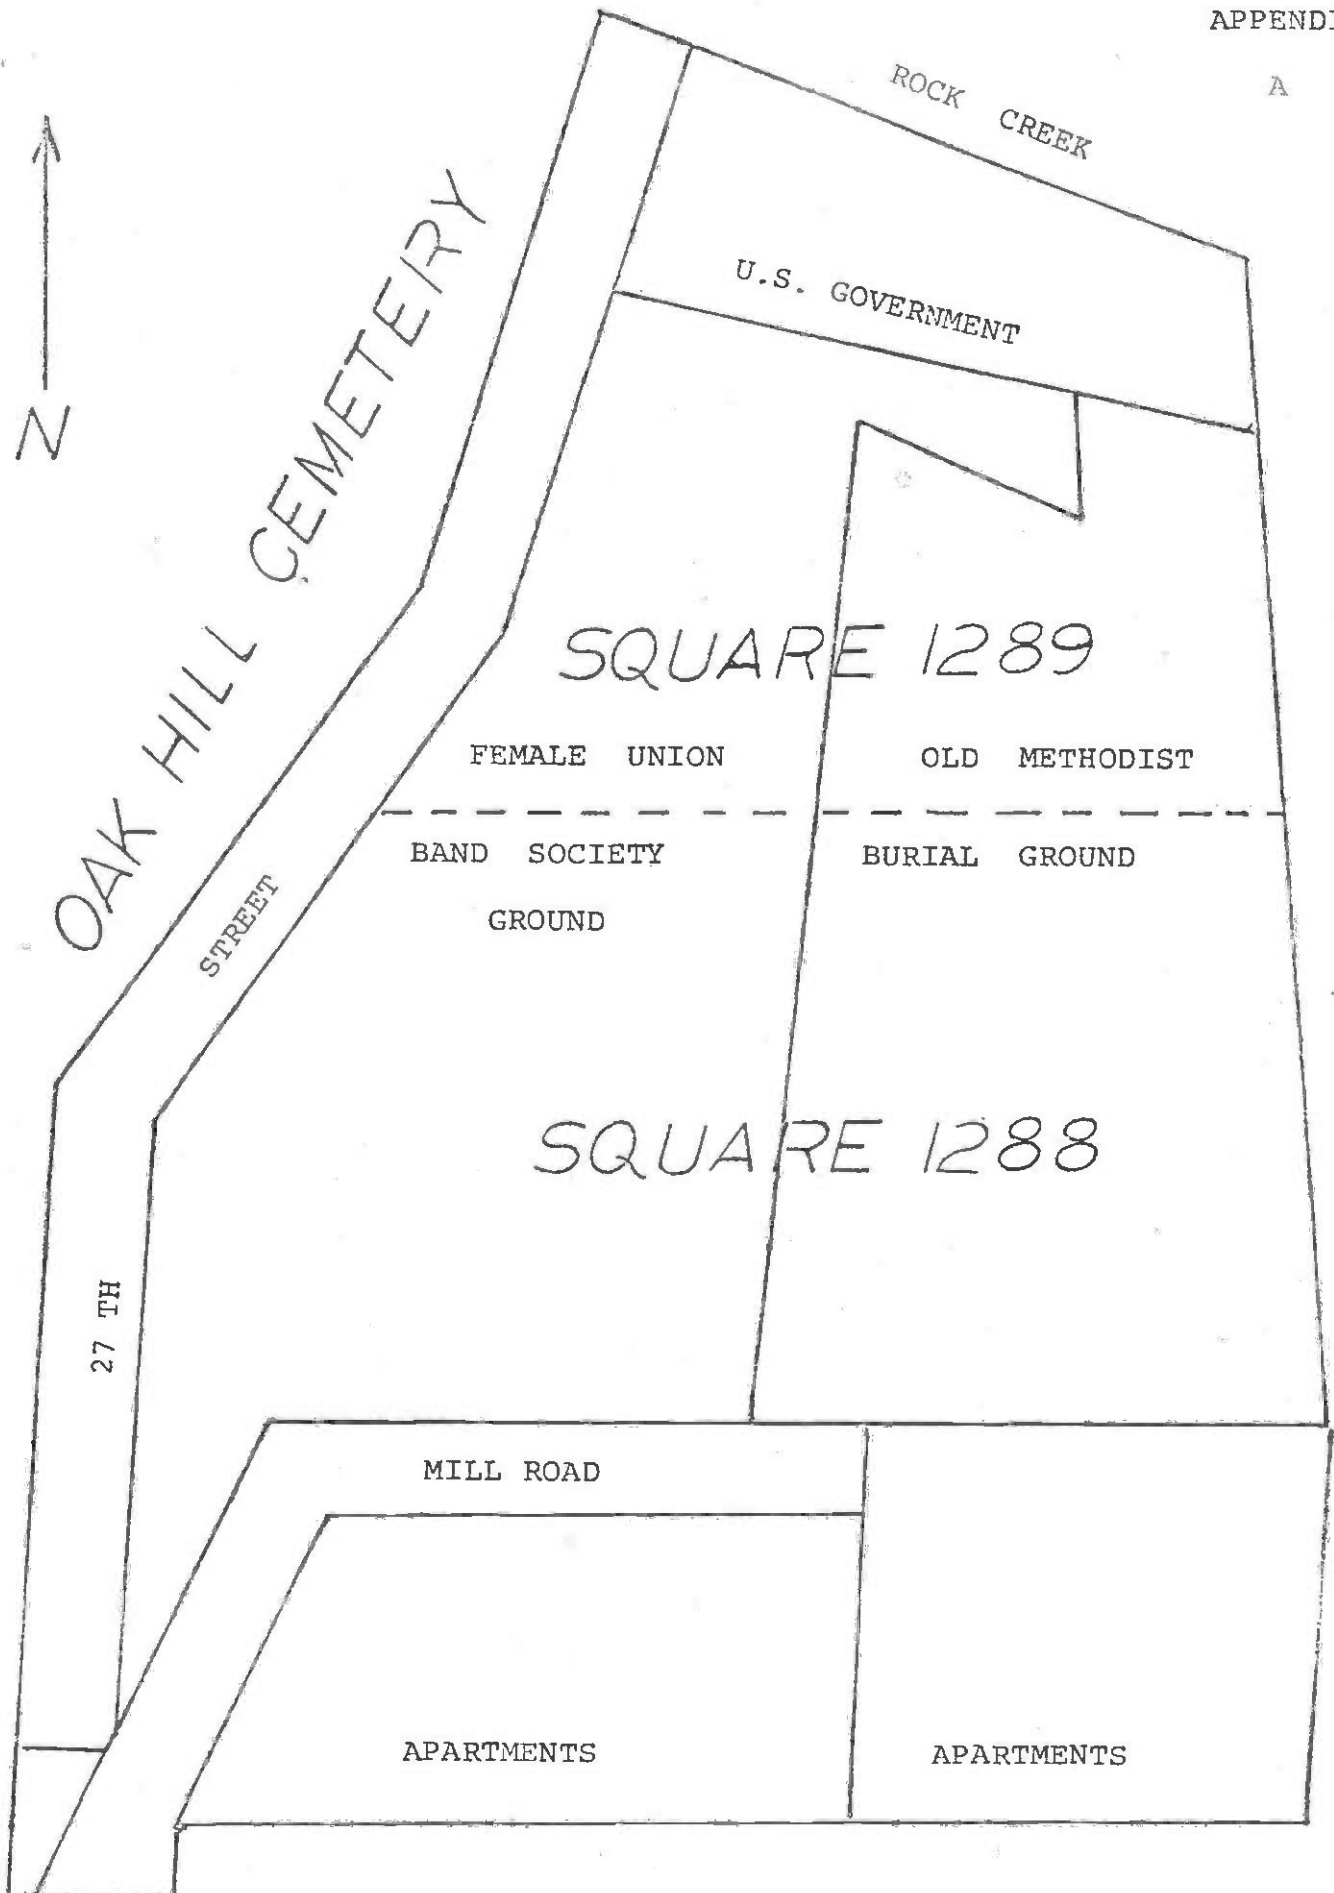 APPENDI
A
ROCK CREEK
N
U.S. GOVERNMENT
OAK HILL CEMETERY
SQUARE 1289
FEMALE UNION
OLD METHODIST
BAND SOCIETY
GROUND
BURIAL GROUND
STREET
SQUARE 1288
27 TH
MILL ROAD
APARTMENTS
APARTMENTS